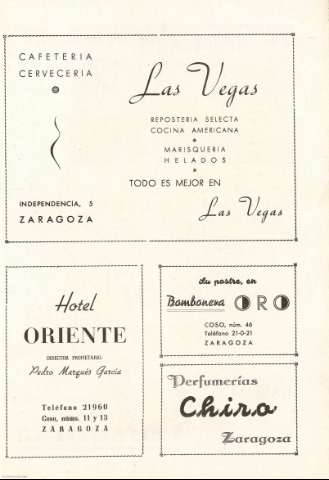 CAFETERIA
CERVECERIA
Las Vegas
REPOSTERIA SELECTA
COCINA AMERICANA
MARISQUERIA
HELADOS
TODO ES MEJOR EN
Las Vegas
INDEPENDENCIA, 5
ZARAGOZA
Hotel
ORIENTE
DIRECTOR PROPIETARIO:
Pedro Marqués García
Teléfono 21960
Coso, núms. 11 y 13
ZARAGOZA
su postre, en
Bombonera ORO
COSO, núm. 46
Teléfono 21-0-21
ZARAGOZA
Perfumerías
Chira
Zaragoza